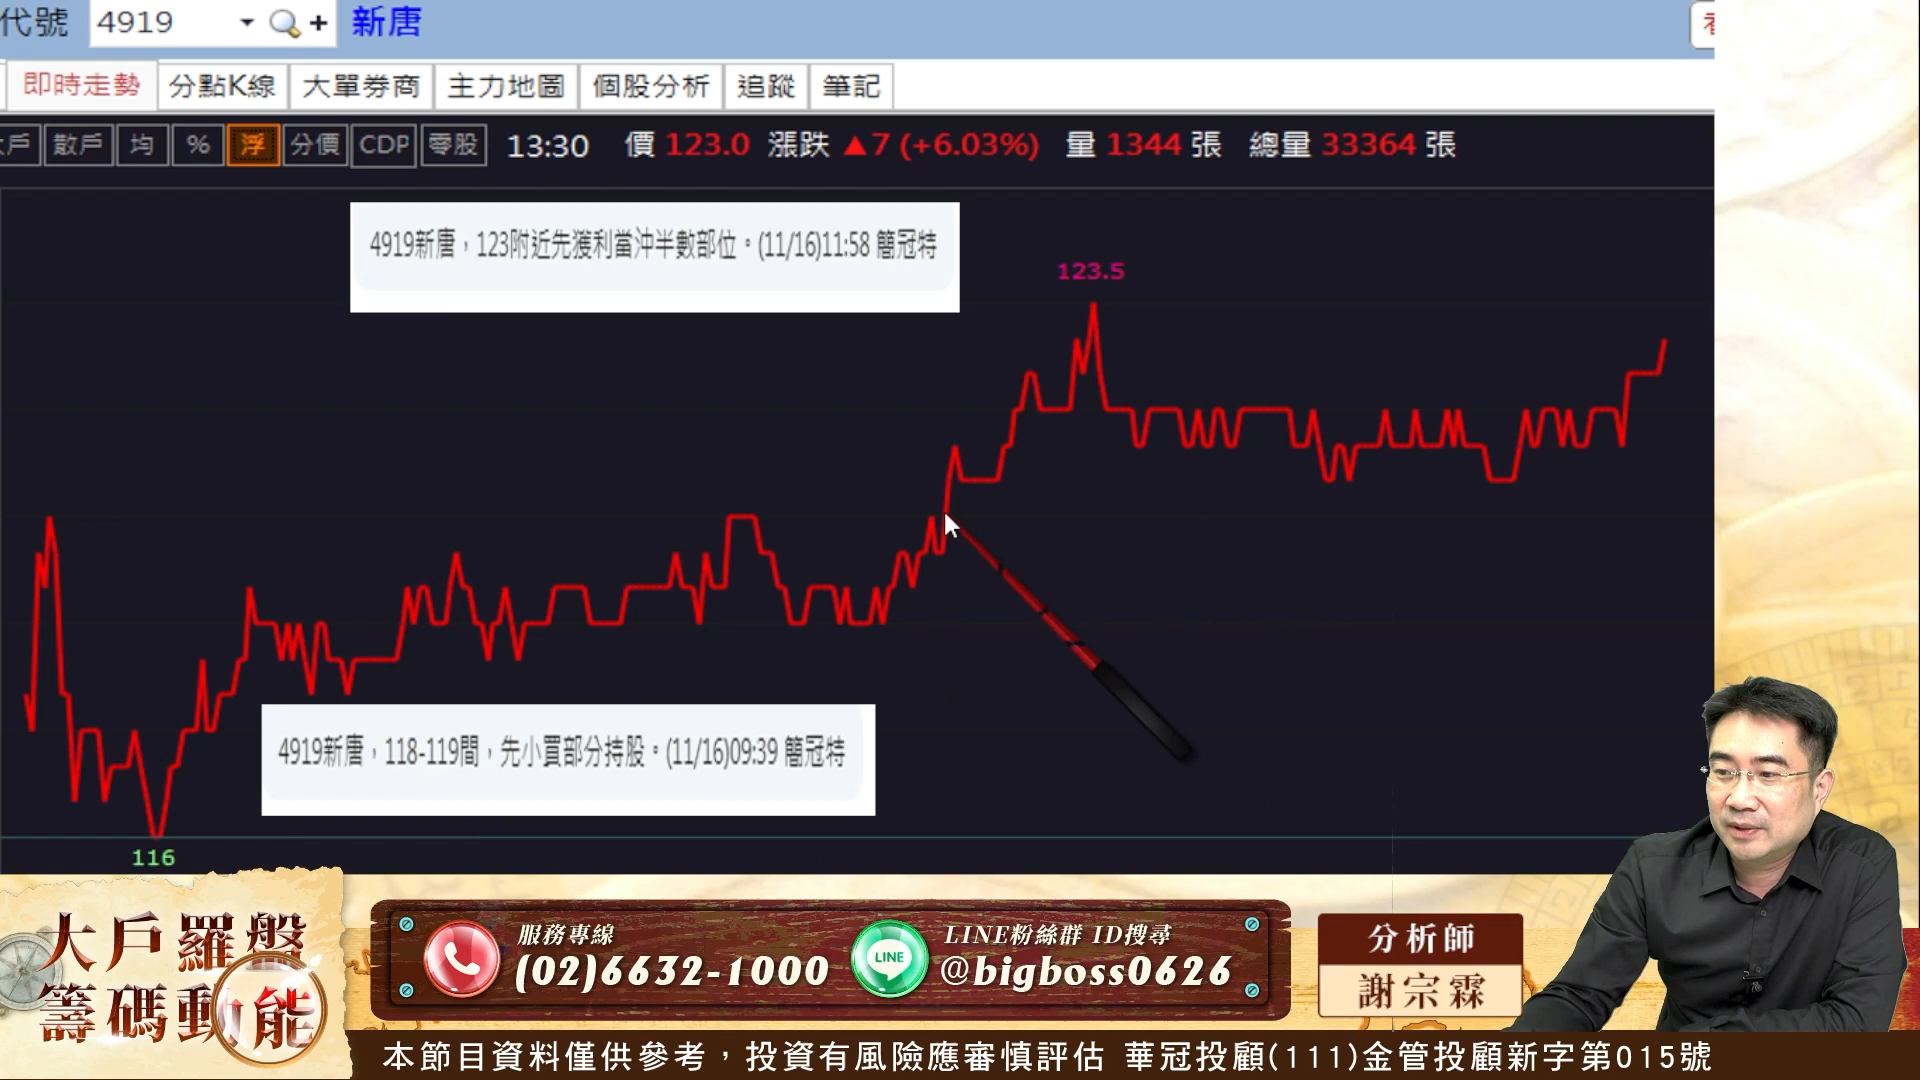 代號 4919 新唐
即時走勢 分點K線 大單券商 主力地圖 個股分析 追蹤 筆記
戶 散戶 均 % 浮 分價 CDP 零股 13:30 價 123.0 漲跌 ▲7 (+6.03%) 量 1344 張 總量 33364 張
4919新唐，123附近先獲利當沖半數部位。(11/16)11:58 簡冠特
123.5
4919新唐，118-119間，先小買部分持股。(11/16)09:39 簡冠特
116
大戶羅盤
籌碼動能
服務專線
(02)6632-1000
LINE
LINE粉絲群 ID搜尋
@bigboss0626
分析師
謝宗霖
本節目資料僅供參考，投資有風險應審慎評估 華冠投顧(111)金管投顧新字第015號